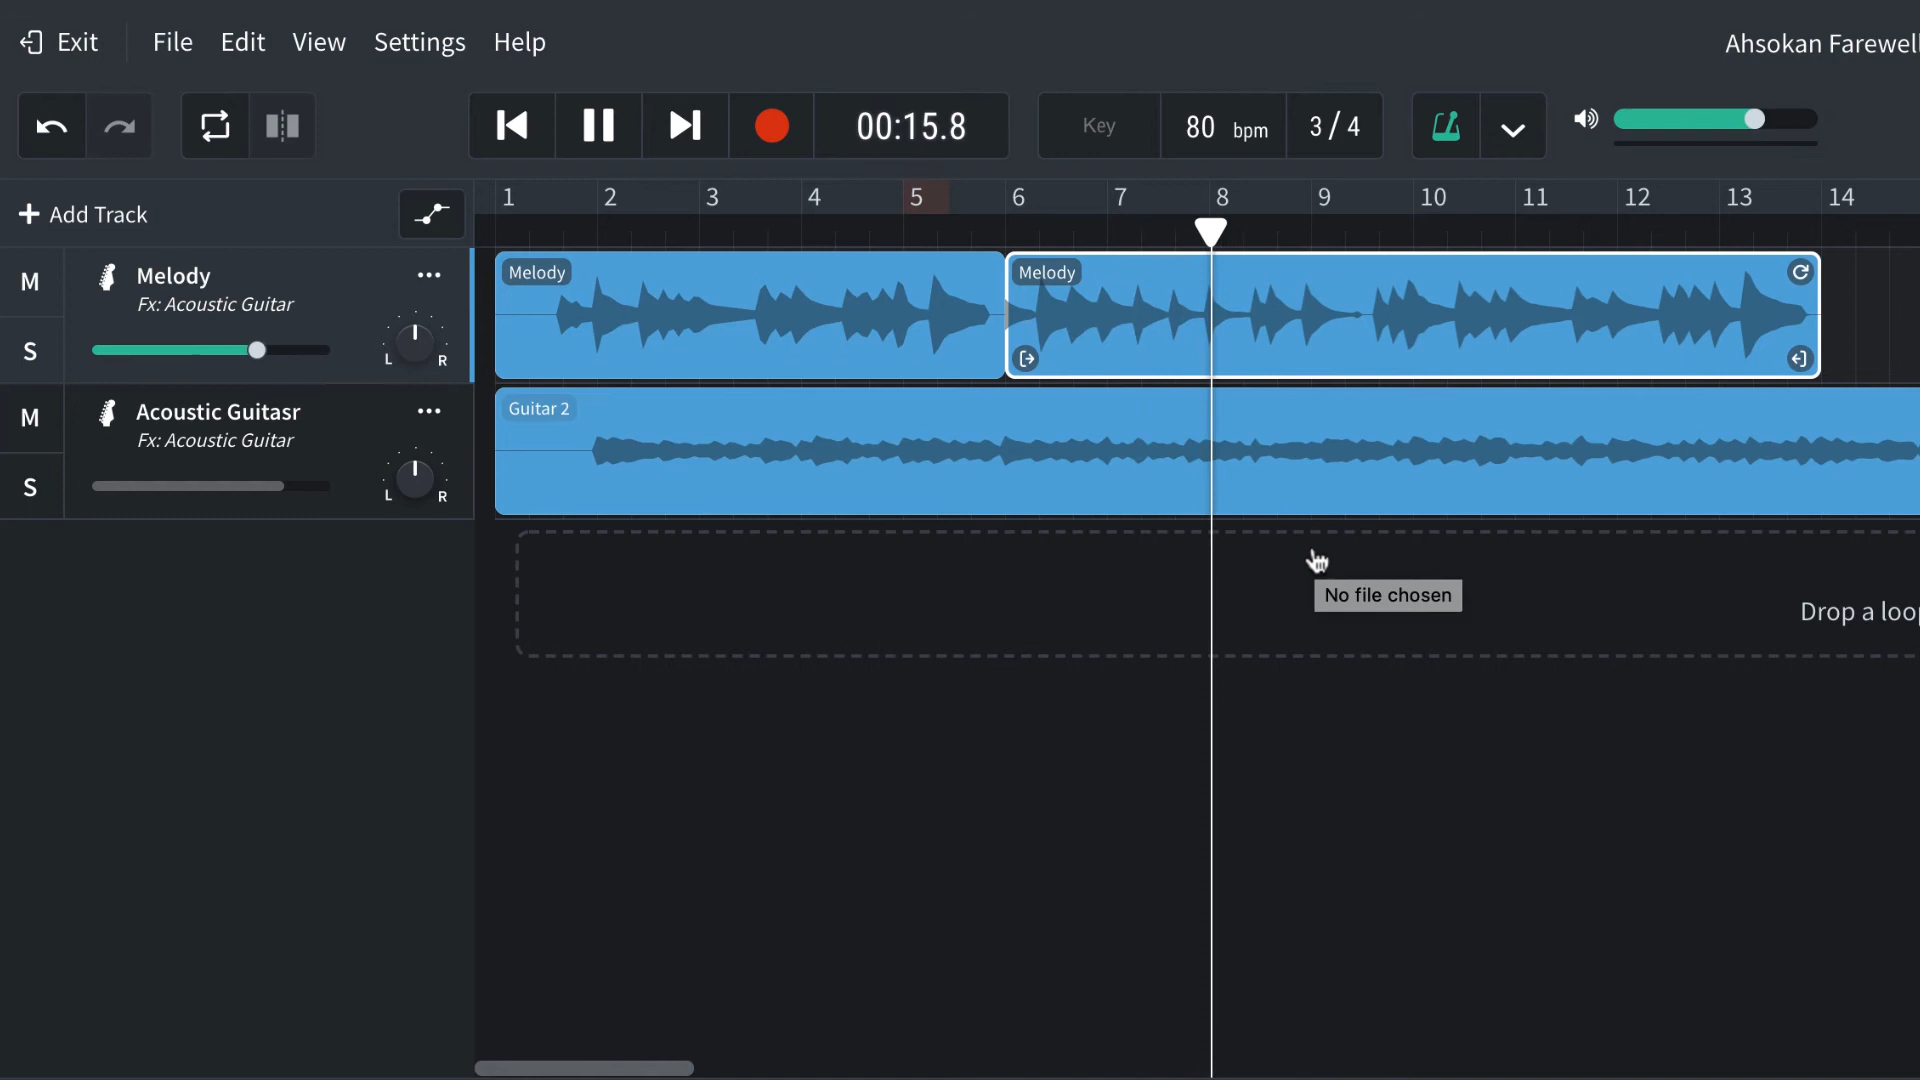 Exit File Edit View Settings Help
Ahsokan Farewell
00:15.8 Key 80 bpm 3 / 4
Add Track
1 2 3 4 5 6 7 8 9 10 11 12 13 14
M Melody
Fx: Acoustic Guitar
S L R
Melody
Melody
M Acoustic Guitasr
Fx: Acoustic Guitar
S L R
Guitar 2
No file chosen
Drop a loo